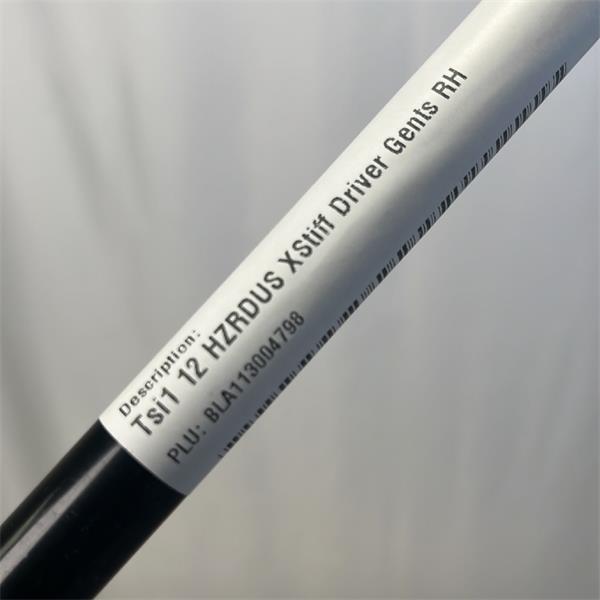 Description:
Tsi1 12 HZRDUS XStiff Driver Gents RH
PLU: BLA113004798